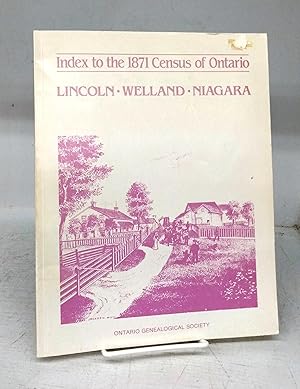 Index to the 1871 Census of Ontario
LINCOLN • WELLAND • NIAGARA
ONTARIO GENEALOGICAL SOCIETY